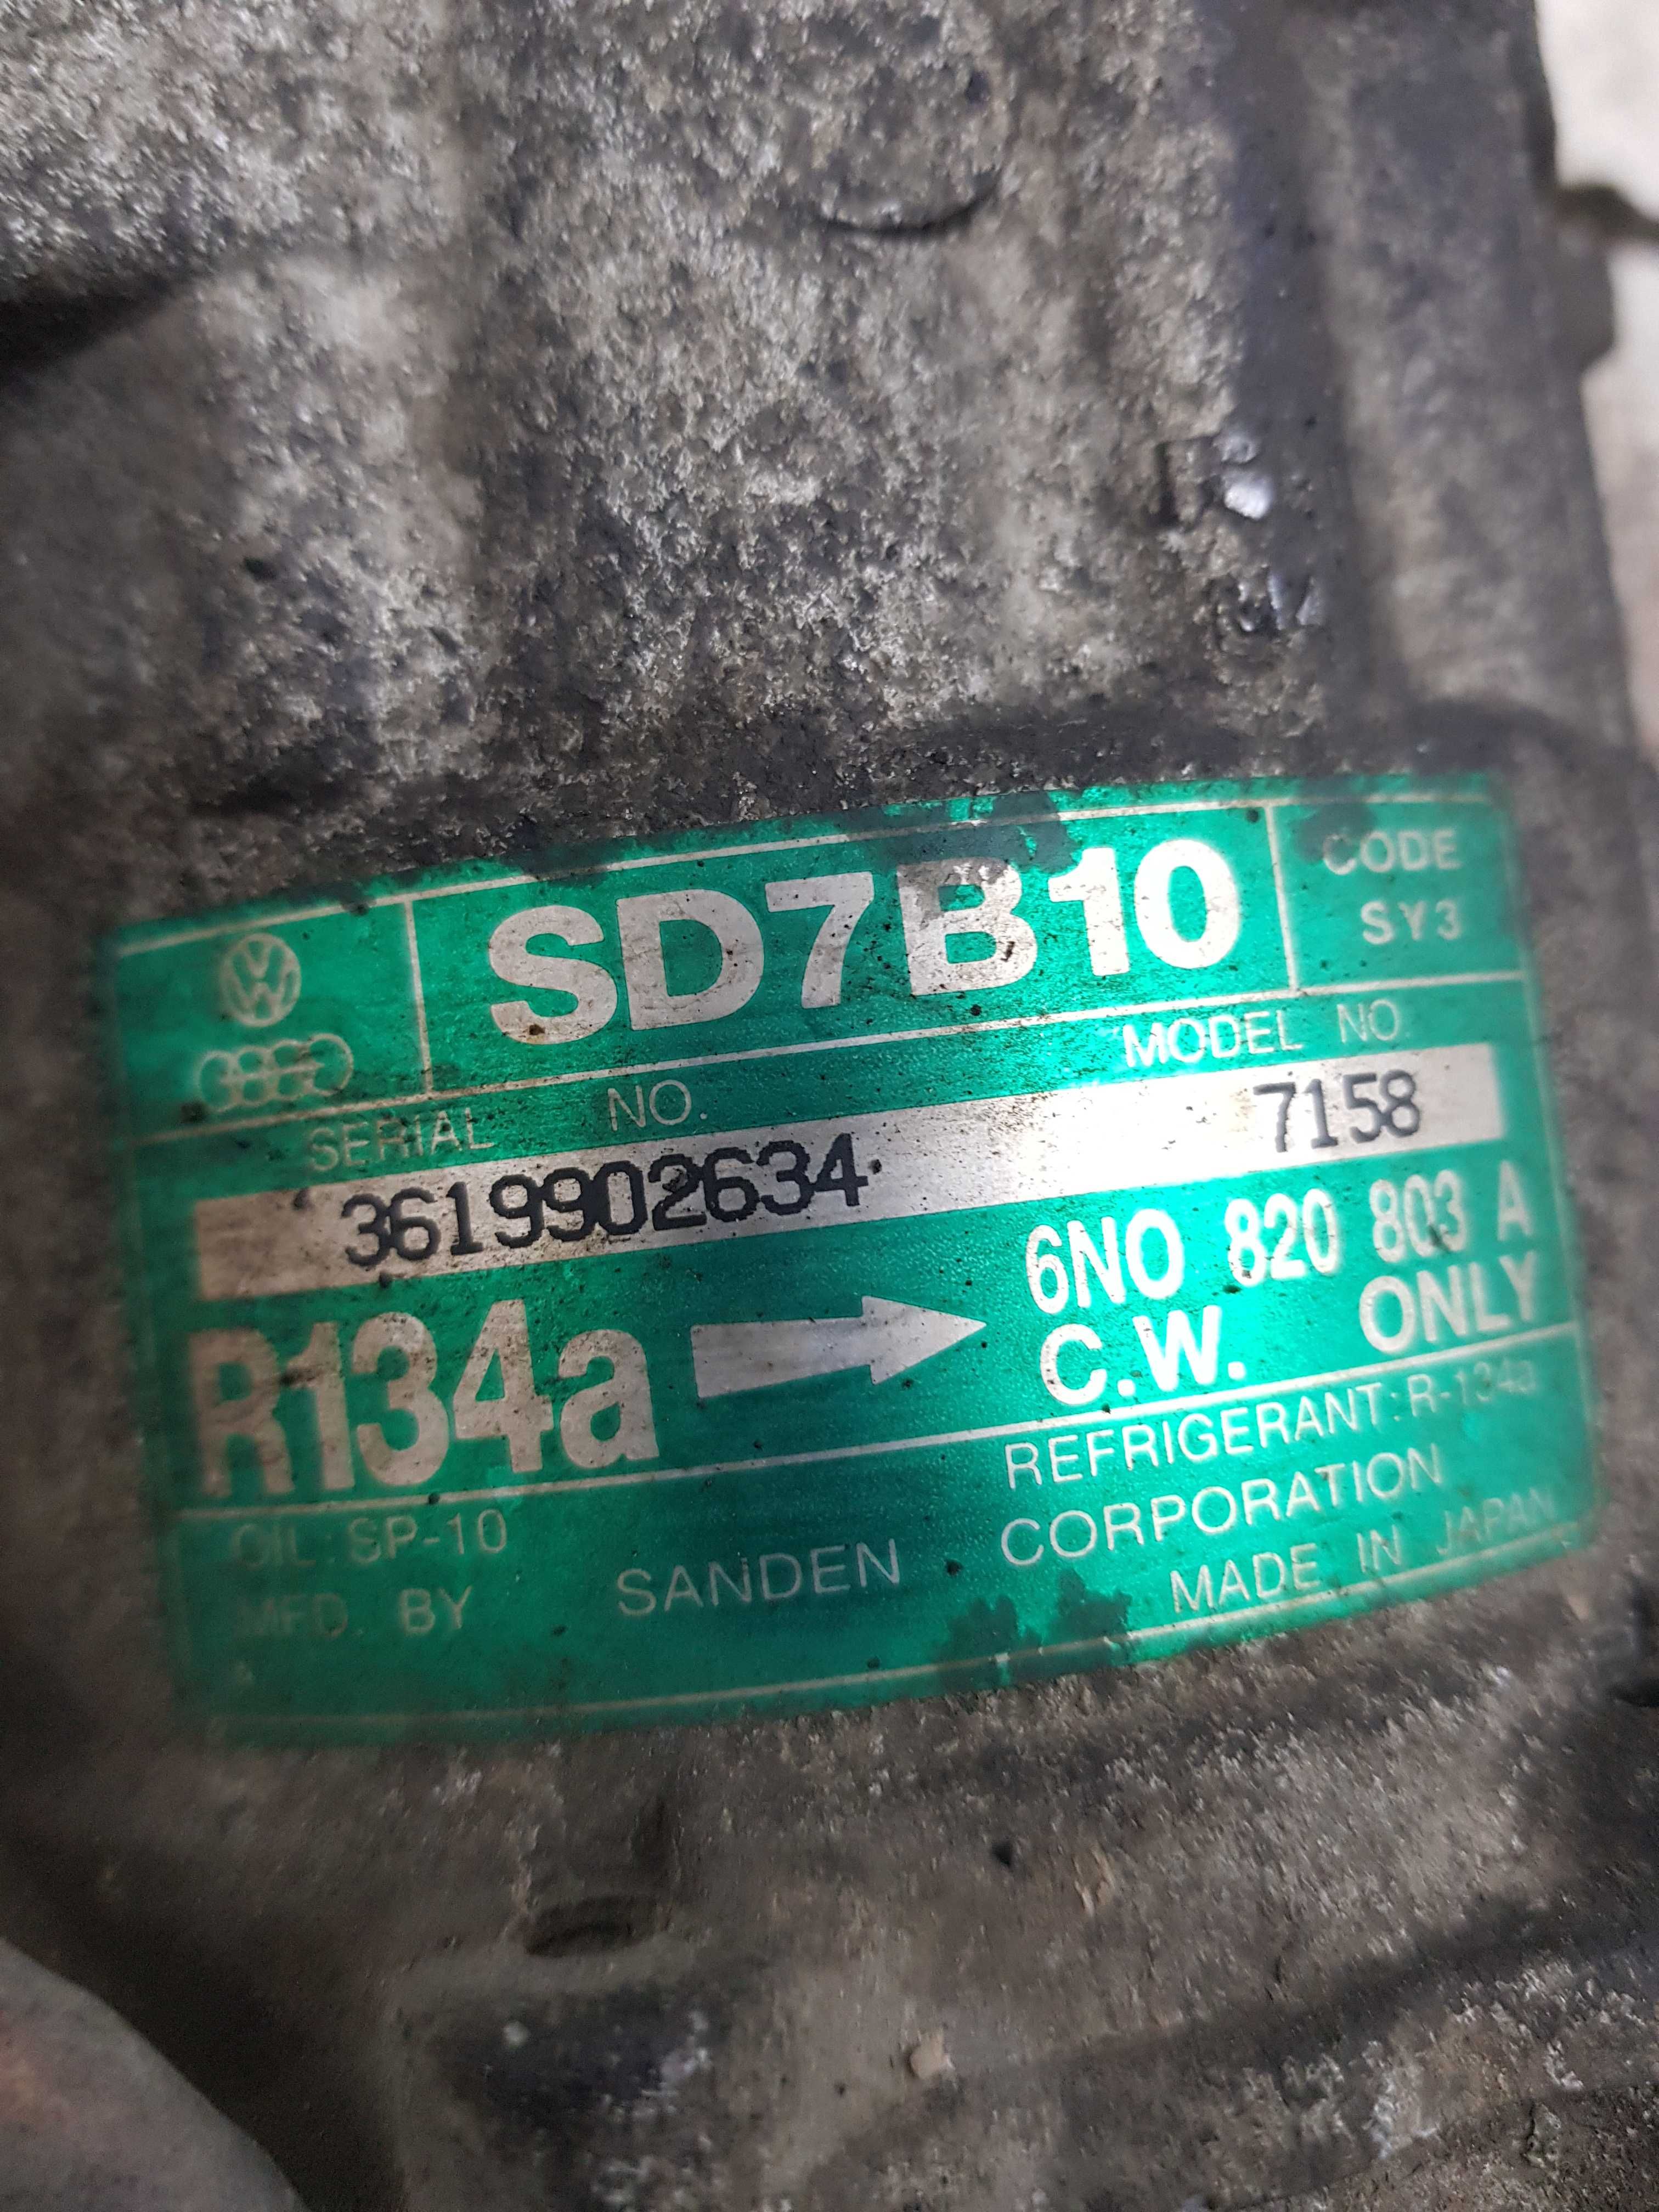 SD7B10
CODE
SY3
SERIAL NO.
MODEL NO
3619902634
7158
R134a
6N0 820 803 A
C.W. ONLY
OIL: SP-10
REFRIGERANT: R-134a
MFD. BY SANDEN CORPORATION
MADE IN JAPAN